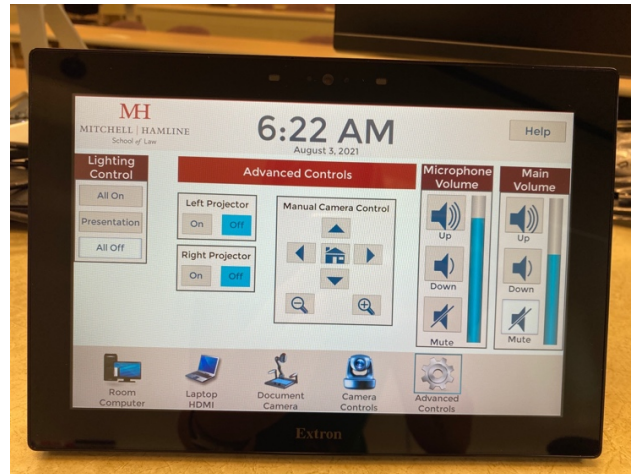 MH
MITCHELL | HAMLINE
School of Law
6:22 AM
August 3, 2021
Help
Lighting
Control
All On
Presentation
All Off
Advanced Controls
Left Projector
On Off
Right Projector
On Off
Manual Camera Control
Microphone
Volume
Up
Down
Mute
Main
Volume
Up
Down
Mute
Room
Computer
Laptop
HDMI
Document
Camera
Camera
Controls
Advanced
Controls
Extron